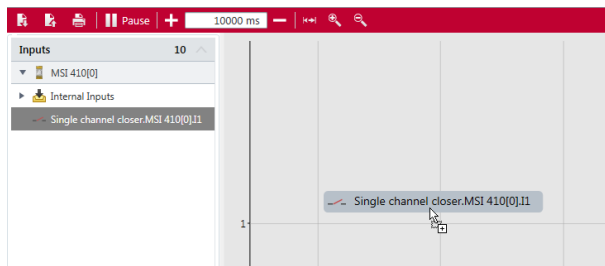 Pause 10000 ms
Inputs 10
MSI 410[0]
Internal Inputs
Single channel closer.MSI 410[0].I1
Single channel closer.MSI 410[0].I1
1